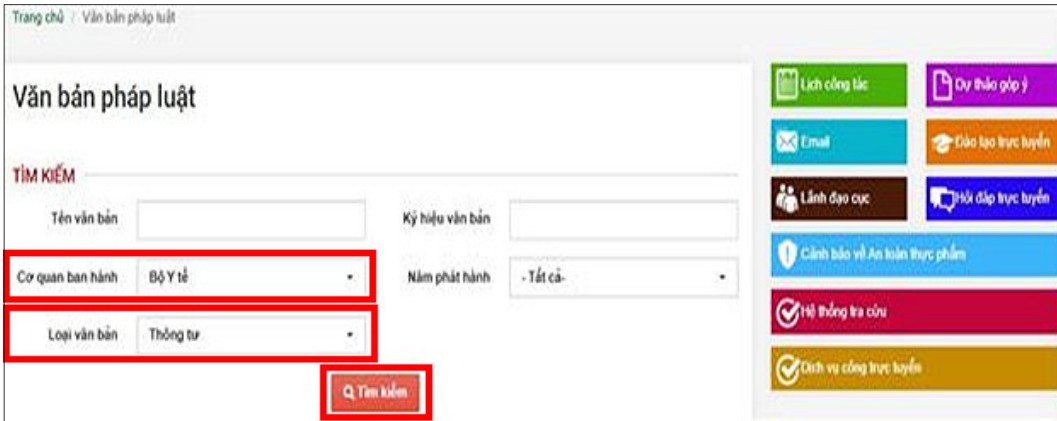 Trang chủ / Văn bản pháp luật
Văn bản pháp luật
TÌM KIẾM
Tên văn bản
Ký hiệu văn bản
Cơ quan ban hành
Bộ Y tế
Năm phát hành
- Tất cả-
Loại văn bản
Thông tư
Tìm kiếm
Lịch công tác
Dự thảo góp ý
Email
Đào tạo trực tuyến
Lãnh đạo cục
Hỏi đáp trực tuyến
Cảnh báo về An toàn thực phẩm
Hệ thống tra cứu
Dịch vụ công trực tuyến